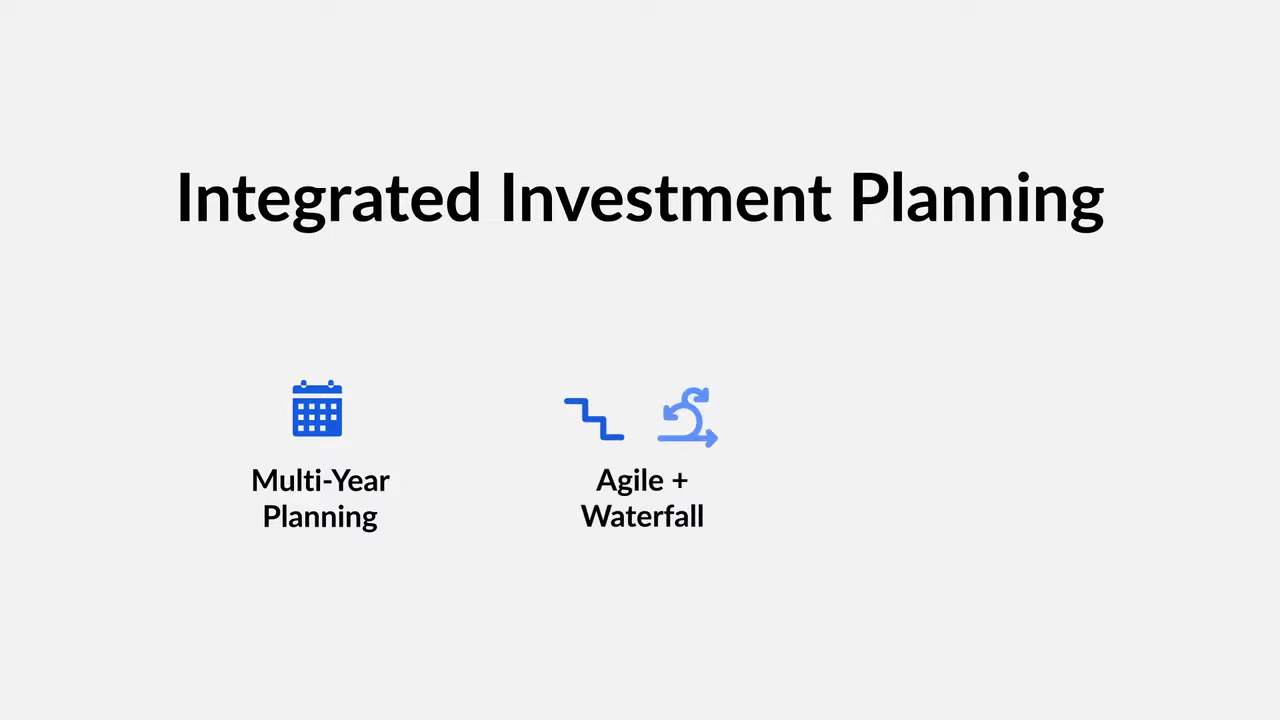 Integrated Investment Planning
Multi-Year
Planning
Agile +
Waterfall